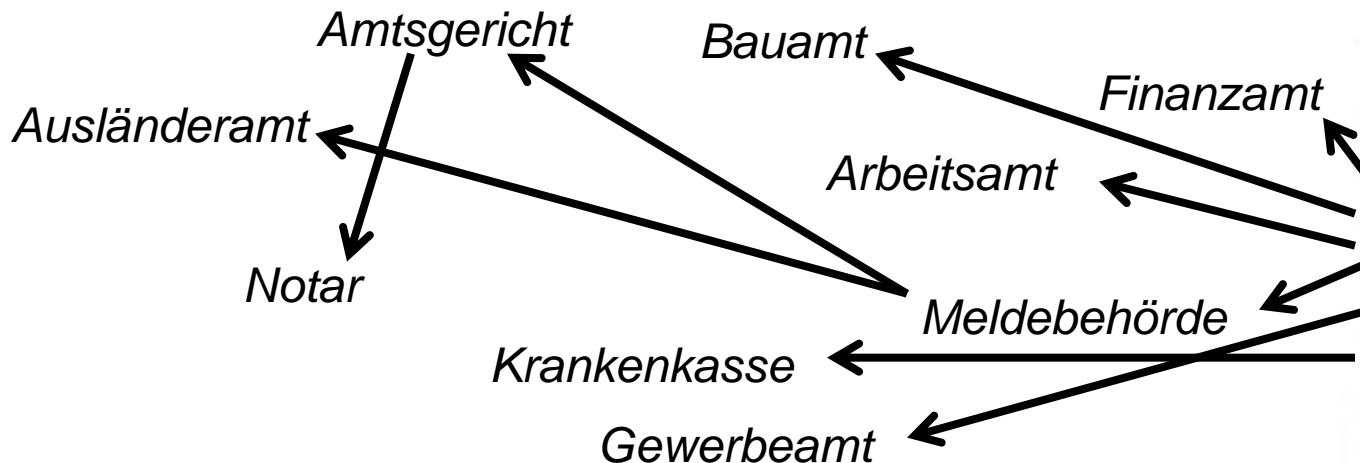 Amtsgericht
Bauamt
Finanzamt
Ausländeramt
Arbeitsamt
Notar
Meldebehörde
Krankenkasse
Gewerbeamt